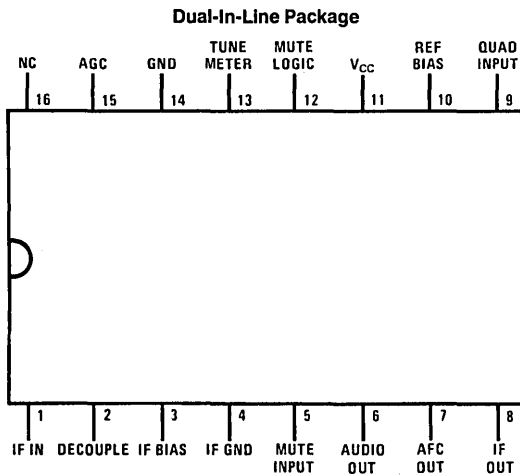 Dual-In-Line Package
NC AGC GND TUNE METER MUTE LOGIC VCC REF BIAS QUAD INPUT
16 15 14 13 12 11 10 9
1 2 3 4 5 6 7 8
IF IN DECOUPLE IF BIAS IF GND MUTE INPUT AUDIO OUT AFC OUT IF OUT